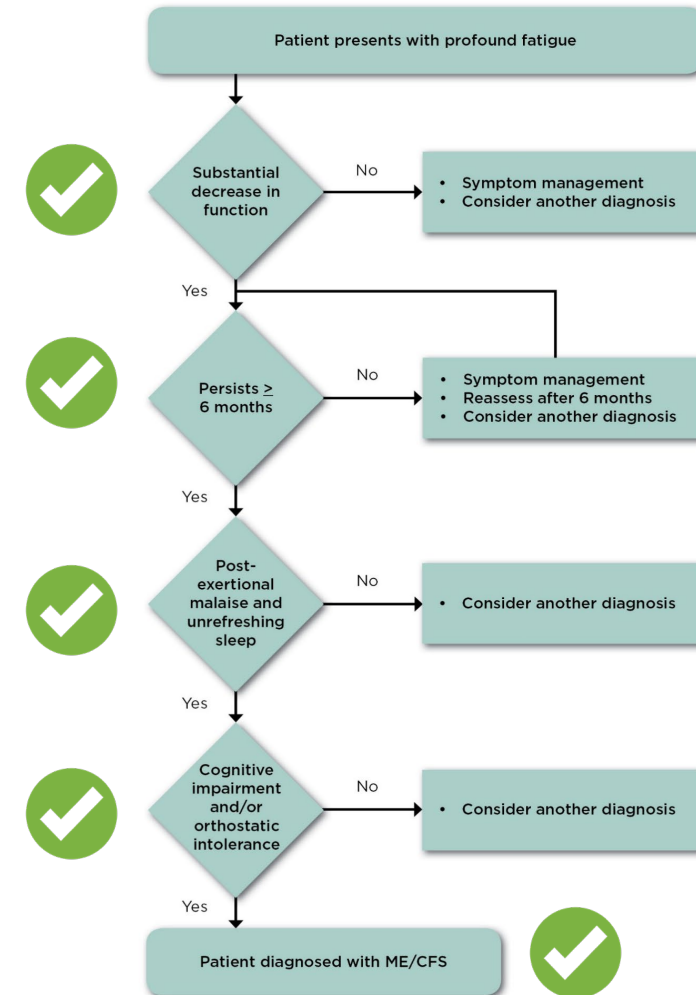 Patient presents with profound fatigue
Substantial
decrease in
function
No
• Symptom management
• Consider another diagnosis
Yes
Persists ≥
6 months
No
• Symptom management
• Reassess after 6 months
• Consider another diagnosis
Yes
Post-
exertional
malaise and
unrefreshing
sleep
No
• Consider another diagnosis
Yes
Cognitive
impairment
and/or
orthostatic
intolerance
No
• Consider another diagnosis
Yes
Patient diagnosed with ME/CFS